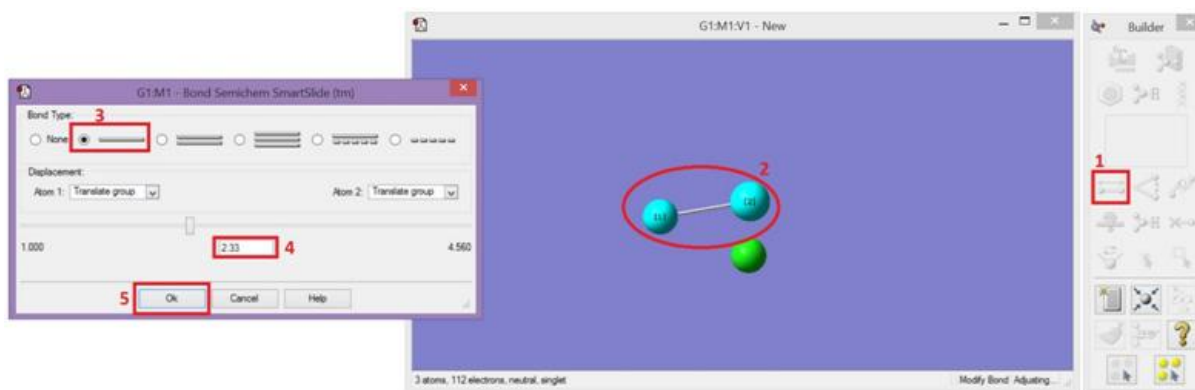 G1:M1:V1 - New
Builder
G1:M1 - Bond Semichem SmartSlide (tm)
Bond Type:
3
None
Displacement:
Atom 1: Translate group
Atom 2: Translate group
1.000
2.33
4
4.560
5
Ok
Cancel
Help
2
1
3 atoms, 112 electrons, neutral, singlet
Modify Bond Adjusting...